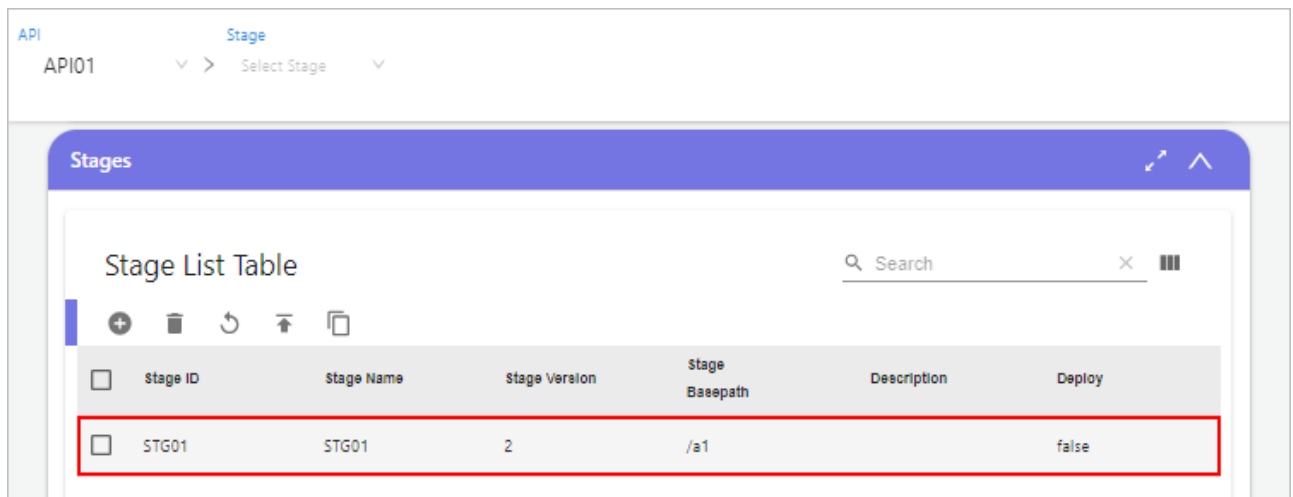 API Stage
API01 > Select Stage
Stages
Stage List Table Search
Stage ID Stage Name Stage Version Stage Basepath Description Deploy
STG01 STG01 2 /a1 false